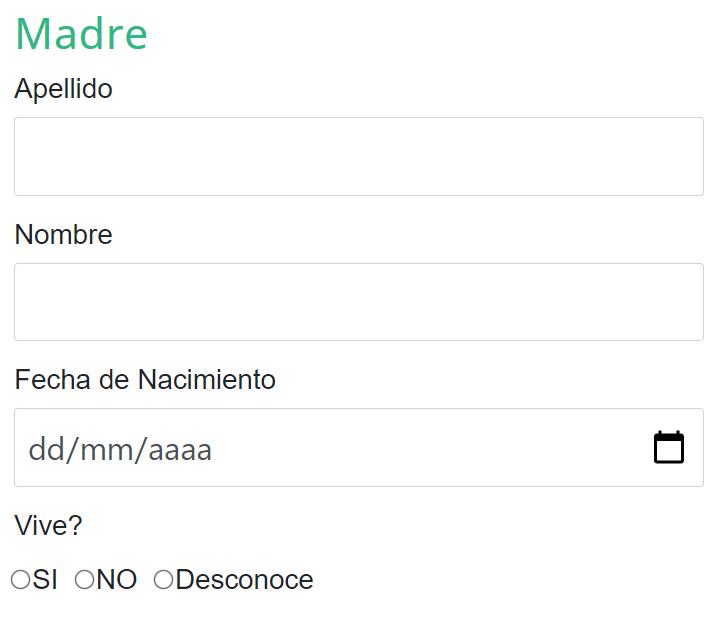 Madre
Apellido
Nombre
Fecha de Nacimiento
dd/mm/aaaa
Vive?
SI NO Desconoce